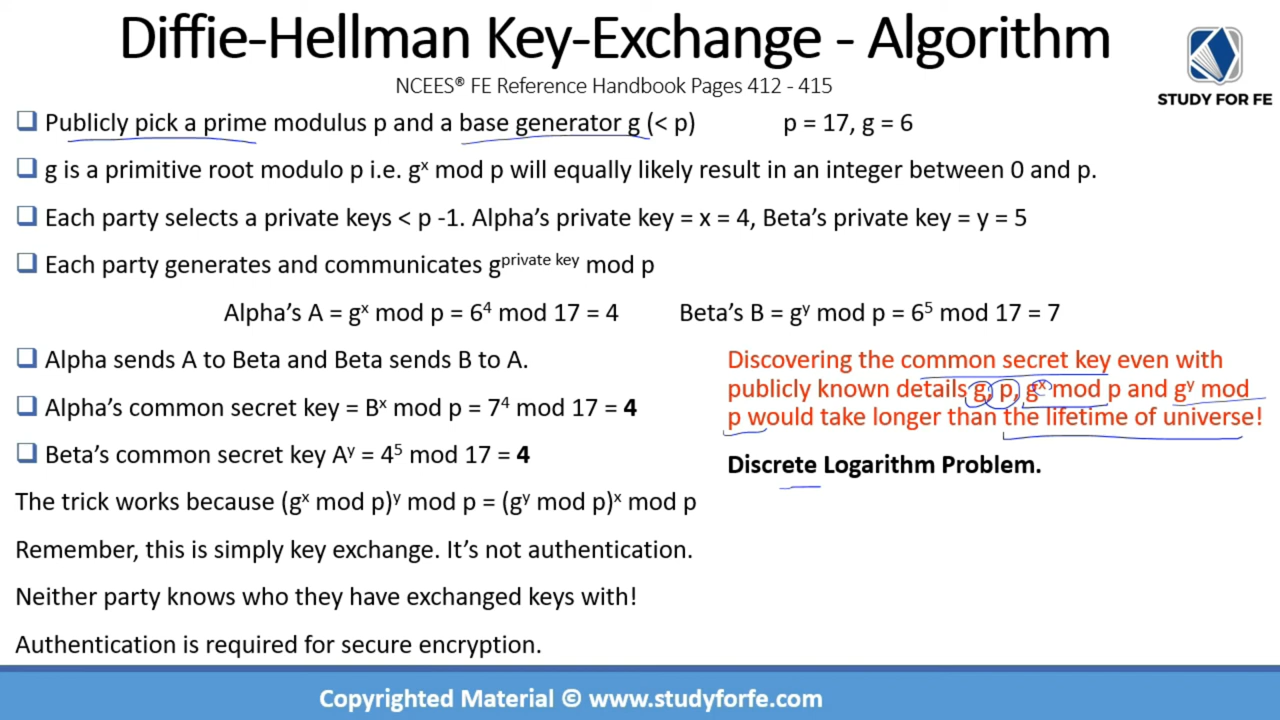 Diffie-Hellman Key-Exchange - Algorithm
NCEES® FE Reference Handbook Pages 412 - 415
STUDY FOR FE
❑ Publicly pick a prime modulus p and a base generator g (< p) p = 17, g = 6
❑ g is a primitive root modulo p i.e. gˣ mod p will equally likely result in an integer between 0 and p.
❑ Each party selects a private keys < p -1. Alpha’s private key = x = 4, Beta’s private key = y = 5
❑ Each party generates and communicates g^private key mod p
Alpha’s A = gˣ mod p = 6⁴ mod 17 = 4 Beta’s B = gʸ mod p = 6⁵ mod 17 = 7
❑ Alpha sends A to Beta and Beta sends B to A.
❑ Alpha’s common secret key = Bˣ mod p = 7⁴ mod 17 = 4
❑ Beta’s common secret key Aʸ = 4⁵ mod 17 = 4
Discovering the common secret key even with
publicly known details g, p, gˣ mod p and gʸ mod
p would take longer than the lifetime of universe!
Discrete Logarithm Problem.
The trick works because (gˣ mod p)ʸ mod p = (gʸ mod p)ˣ mod p
Remember, this is simply key exchange. It’s not authentication.
Neither party knows who they have exchanged keys with!
Authentication is required for secure encryption.
Copyrighted Material © www.studyforfe.com